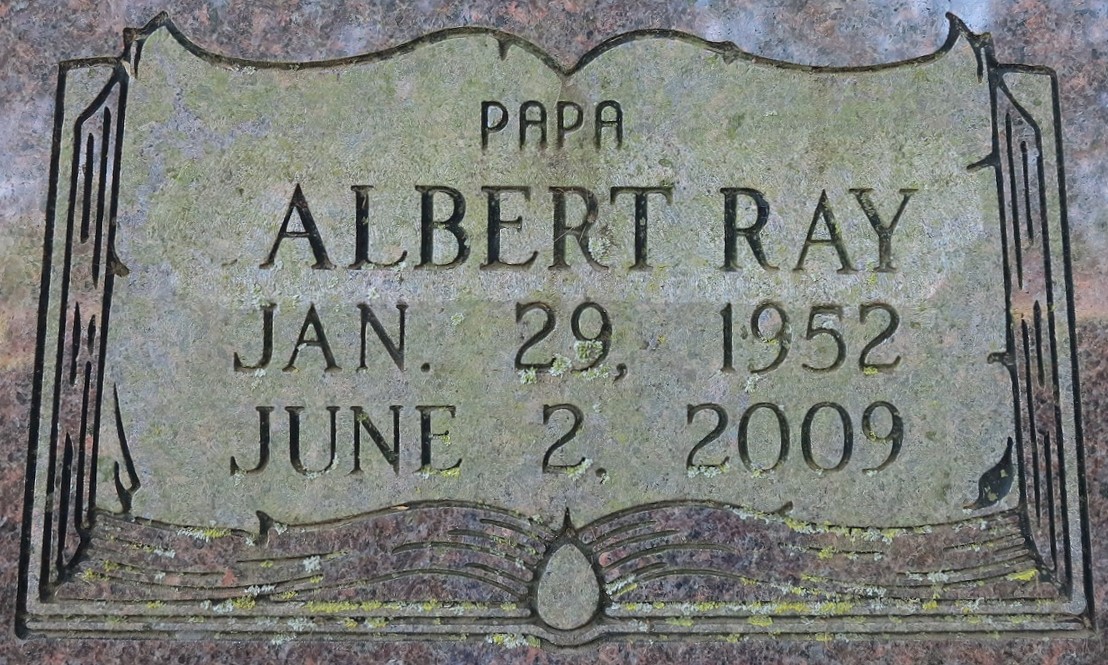 PAPA
ALBERT RAY
JAN. 29, 1952
JUNE 2, 2009